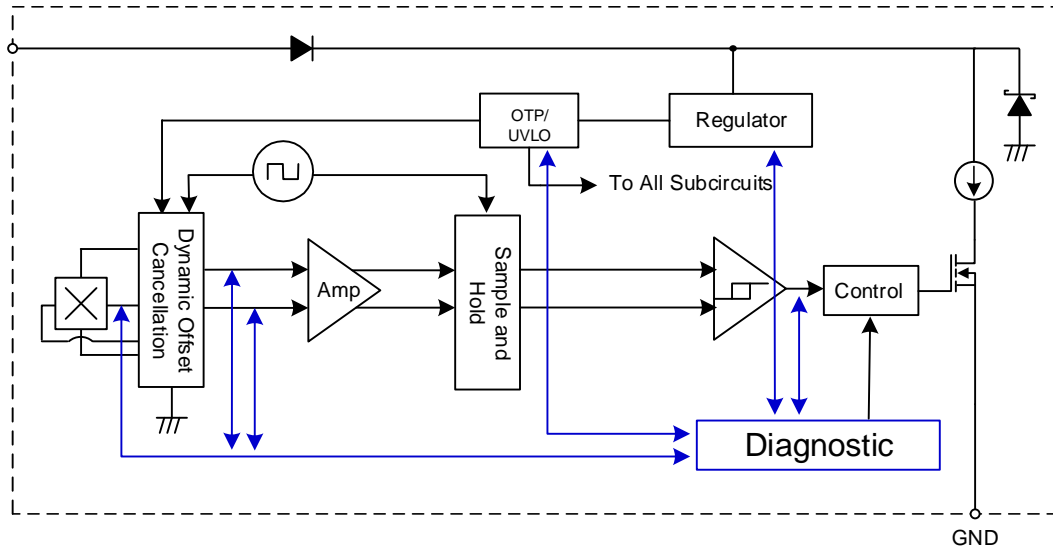 OTP/
UVLO
Regulator
To All Subcircuits
Dynamic Offset
Cancellation
Amp
Sample and
Hold
Control
Diagnostic
GND